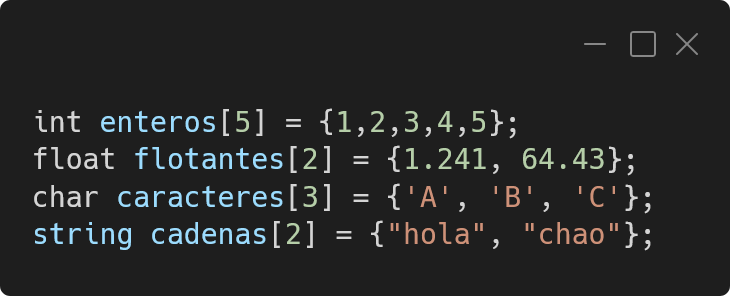 int enteros[5] = {1,2,3,4,5};
float flotantes[2] = {1.241, 64.43};
char caracteres[3] = {'A', 'B', 'C'};
string cadenas[2] = {"hola", "chao"};